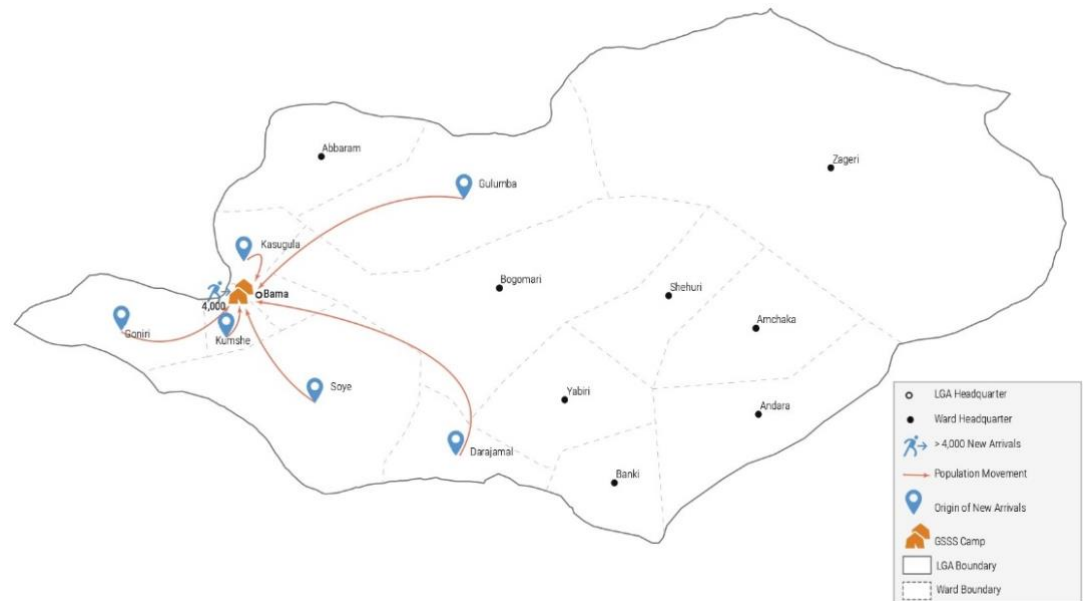 Abbaram
Zageri
Gulumba
Kasugula
Bogomari
Shehuri
Bama
4,000
Amchaka
Goniri
Kumshe
Soye
Yabiri
Andara
Darajamal
Banki
LGA Headquarter
Ward Headquarter
> 4,000 New Arrivals
Population Movement
Origin of New Arrivals
GSSS Camp
LGA Boundary
Ward Boundary